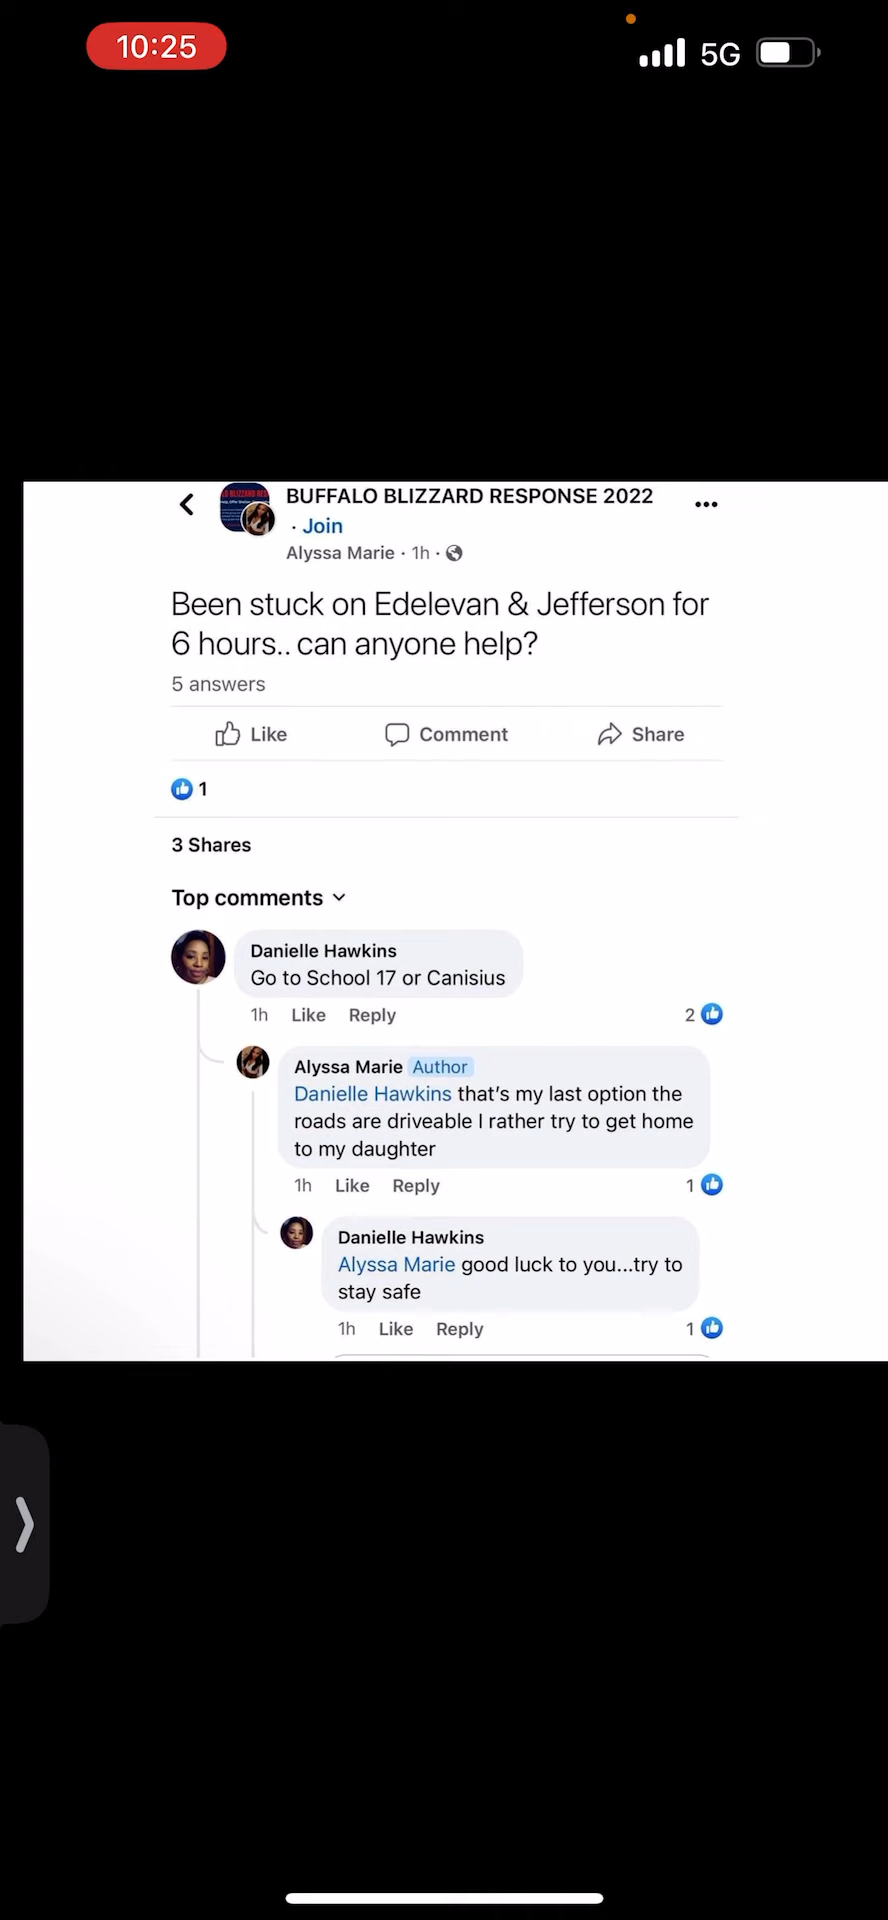 10:25
5G
BUFFALO BLIZZARD RESPONSE 2022
· Join
Alyssa Marie · 1h ·
Been stuck on Edelevan & Jefferson for
6 hours.. can anyone help?
5 answers
Like Comment Share
1
3 Shares
Top comments
Danielle Hawkins
Go to School 17 or Canisius
1h Like Reply 2
Alyssa Marie Author
Danielle Hawkins that's my last option the
roads are driveable I rather try to get home
to my daughter
1h Like Reply 1
Danielle Hawkins
Alyssa Marie good luck to you...try to
stay safe
1h Like Reply 1